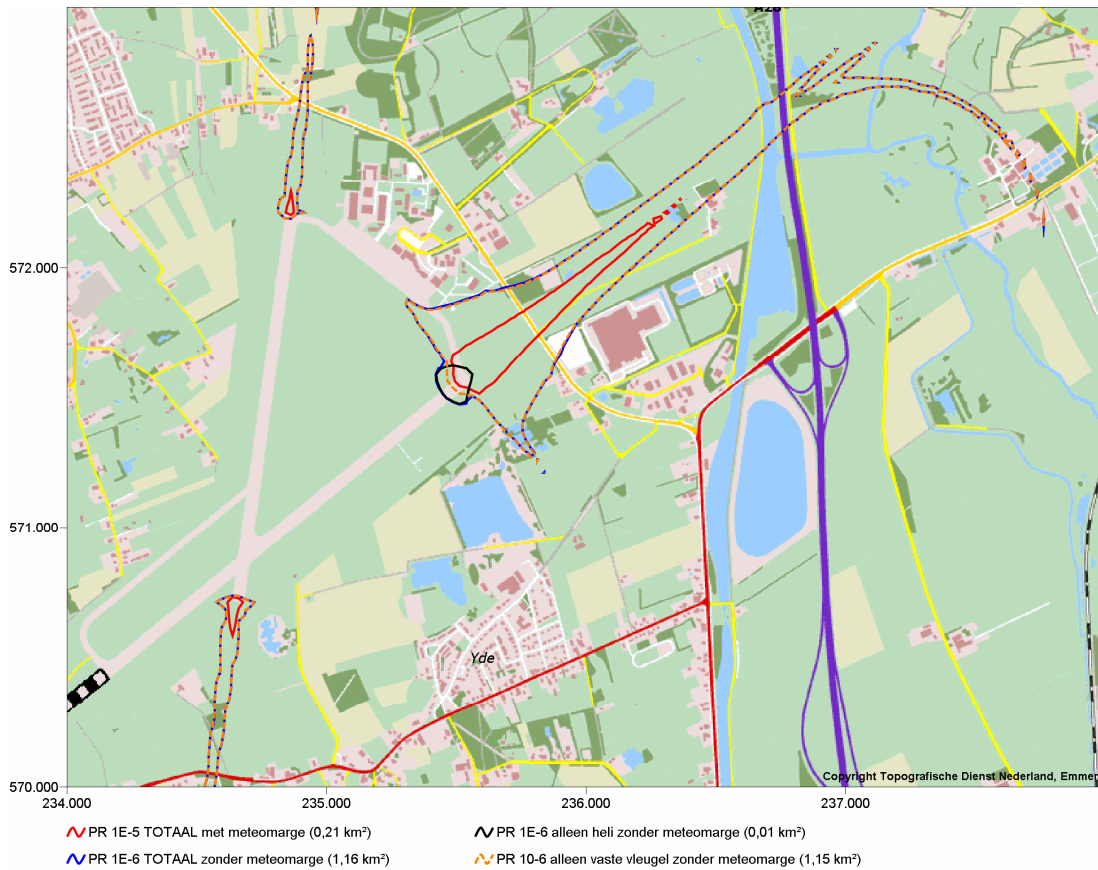 A28
572.000
571.000
Yde
570.000
Copyright Topografische Dienst Nederland, Emmen
234.000 235.000 236.000 237.000
PR 1E-5 TOTAAL met meteomarge (0,21 km²) PR 1E-6 alleen heli zonder meteomarge (0,01 km²)
PR 1E-6 TOTAAL zonder meteomarge (1,16 km²) PR 10-6 alleen vaste vleugel zonder meteomarge (1,15 km²)